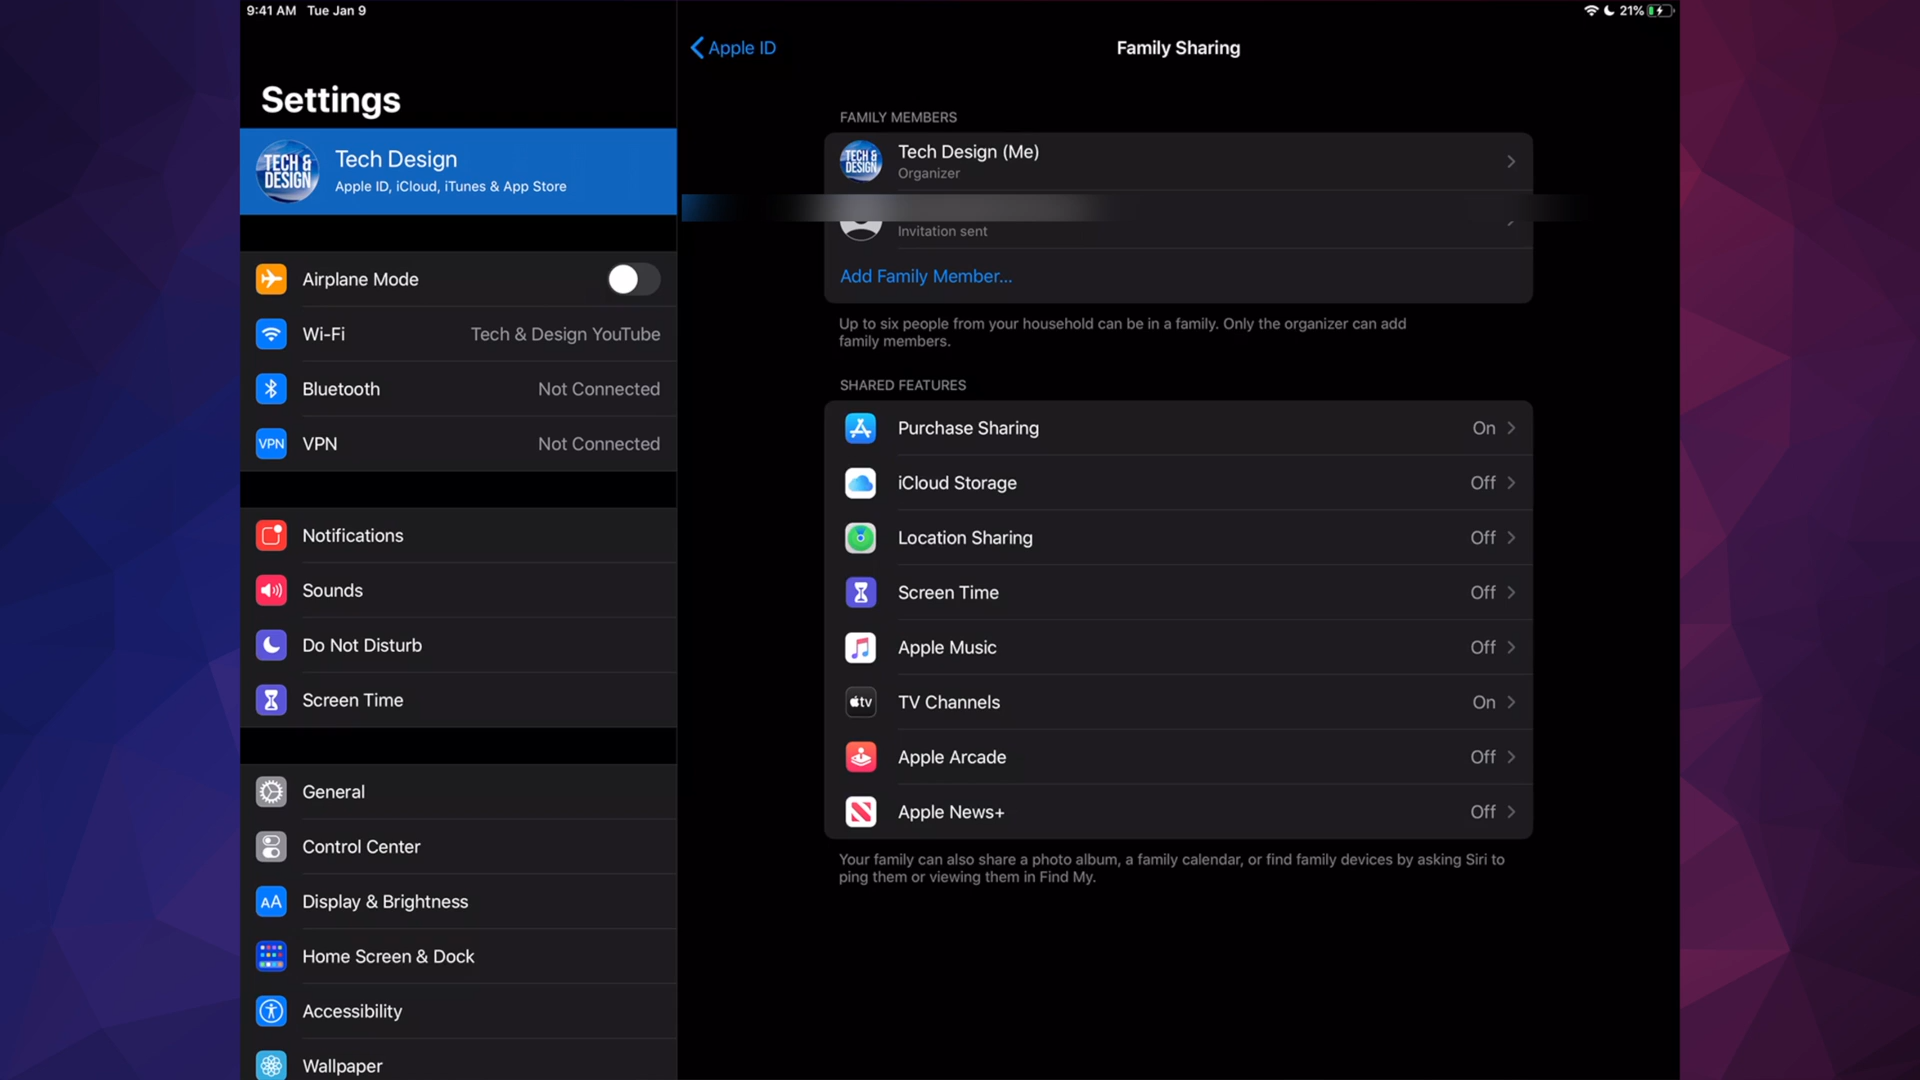 9:41 AM Tue Jan 9
21%
Settings
TECH &
DESIGN
Tech Design
Apple ID, iCloud, iTunes & App Store
Airplane Mode
Wi-Fi
Tech & Design YouTube
Bluetooth
Not Connected
VPN
VPN
Not Connected
Notifications
Sounds
Do Not Disturb
Screen Time
General
Control Center
AA
Display & Brightness
Home Screen & Dock
Accessibility
Wallpaper
Apple ID
Family Sharing
FAMILY MEMBERS
TECH &
DESIGN
Tech Design (Me)
Organizer
Invitation sent
Add Family Member...
Up to six people from your household can be in a family. Only the organizer can add
family members.
SHARED FEATURES
Purchase Sharing
On
iCloud Storage
Off
Location Sharing
Off
Screen Time
Off
Apple Music
Off
tv
TV Channels
On
Apple Arcade
Off
Apple News+
Off
Your family can also share a photo album, a family calendar, or find family devices by asking Siri to
ping them or viewing them in Find My.